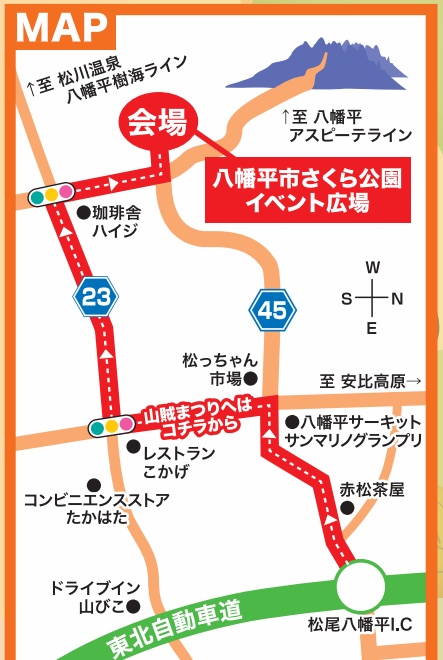 MAP
↑至 松川温泉
八幡平樹海ライン
会場
↑至 八幡平
アスピーテライン
八幡平市さくら公園
イベント広場
●珈琲舎
ハイジ
W
S N
E
23
45
松っちゃん
市場●
至 安比高原→
山賊まつりへは
コチラから
●八幡平サーキット
サンマリノグランプリ
●レストラン
こかげ
赤松茶屋
●
●
コンビニエンスストア
たかはた
ドライブイン
山びこ●
東北自動車道
松尾八幡平I.C